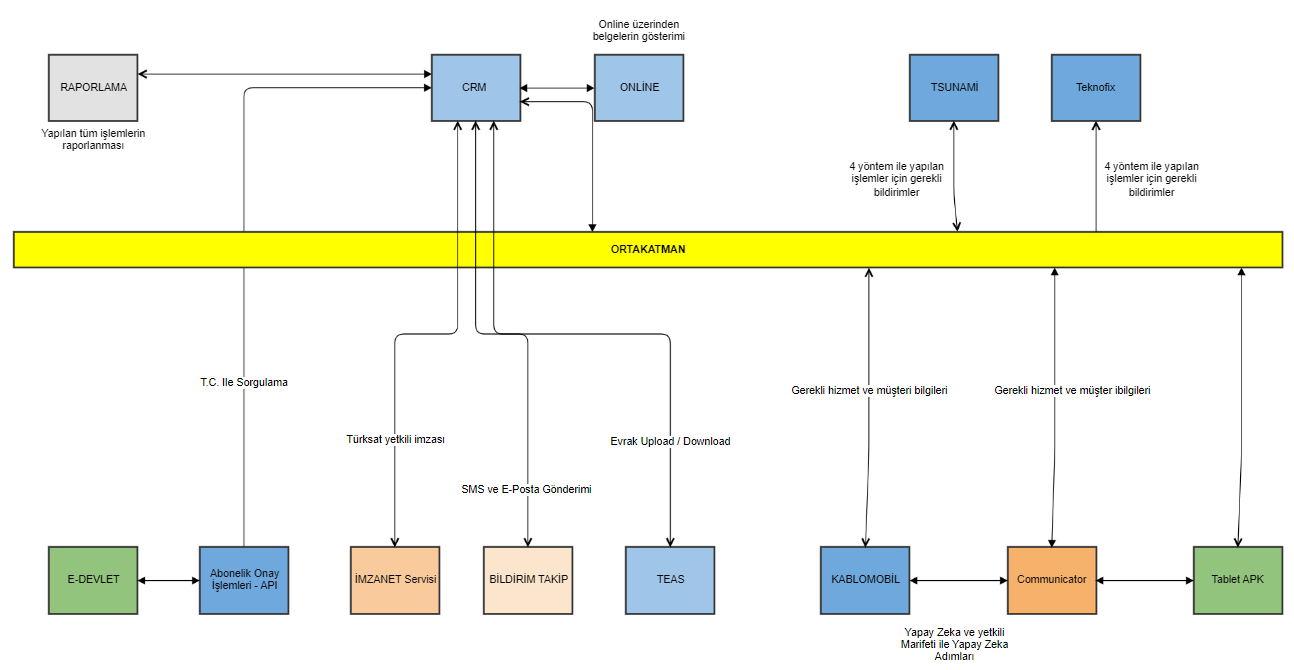 Online üzerinden
belgelerin gösterimi
RAPORLAMA
CRM
ONLİNE
TSUNAMİ
Teknofix
Yapılan tüm işlemlerin
raporlanması
4 yöntem ile yapılan
işlemler için gerekli
bildirimler
4 yöntem ile yapılan
işlemler için gerekli
bildirimler
ORTAKATMAN
T.C. Ile Sorgulama
Gerekli hizmet ve müşteri bilgileri
Gerekli hizmet ve müşter ibilgileri
Türksat yetkili imzası
Evrak Upload / Download
SMS ve E-Posta Gönderimi
E-DEVLET
Abonelik Onay
İşlemleri - API
İMZANET Servisi
BİLDİRİM TAKİP
TEAS
KABLOMOBİL
Communicator
Tablet APK
Yapay Zeka ve yetkili
Marifeti ile Yapay Zeka
Adımları